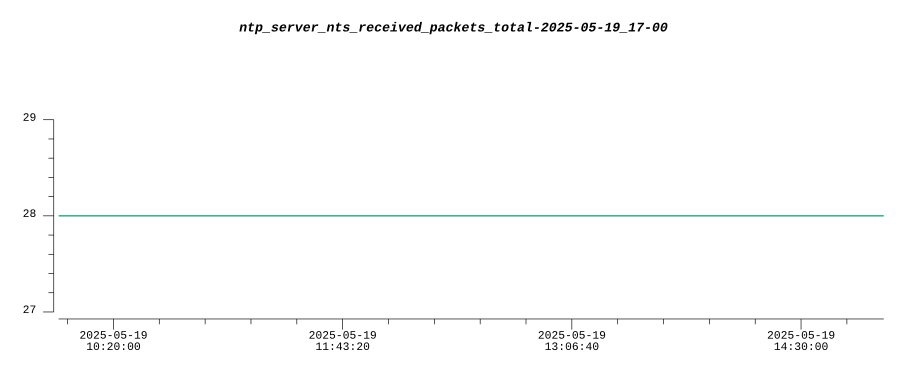 ntp_server_nts_received_packets_total-2025-05-19_17-00
29
28
27
2025-05-19 2025-05-19 2025-05-19 2025-05-19
10:20:00 11:43:20 13:06:40 14:30:00